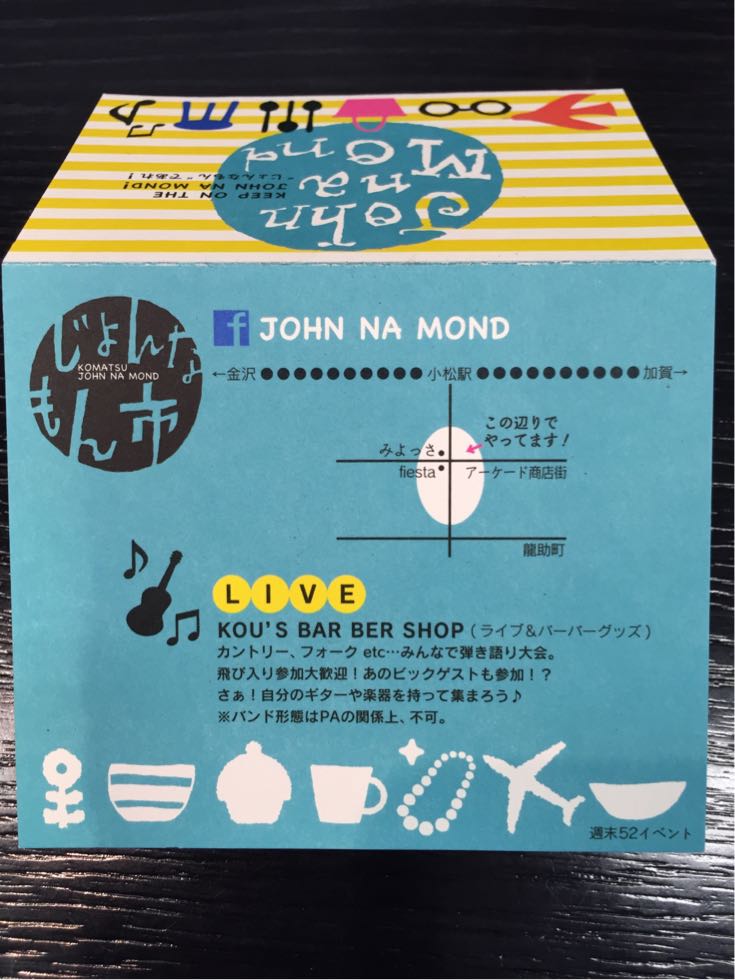 John
na
Mond
KEEP ON THE
JOHN NA MOND!
"じょんなもん"であれ!
じょんな
KOMATSU
JOHN NA MOND
もん市
f JOHN NA MOND
←金沢●●●●●●●●●●小松駅●●●●●●●●●●加賀→
この辺りで
やってます!
みよっさ
fiesta
アーケード商店街
龍助町
LIVE
KOU'S BAR BER SHOP(ライブ&バーバーグッズ)
カントリー、フォーク etc…みんなで弾き語り大会。
飛び入り参加大歓迎!あのビックゲストも参加!?
さぁ!自分のギターや楽器を持って集まろう♪
※バンド形態はPAの関係上、不可。
週末52イベント